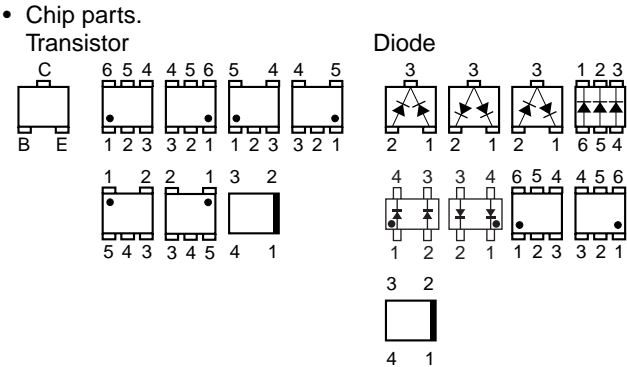 • Chip parts.
Transistor Diode
C 6 5 4 4 5 6 5 4 4 5 3 3 3 1 2 3
B E 1 2 3 3 2 1 1 2 3 3 2 1 2 1 2 1 2 1 6 5 4
1 2 2 1 3 2 4 3 3 4 6 5 4 4 5 6
5 4 3 3 4 5 4 1 1 2 2 1 1 2 3 3 2 1
3 2
4 1